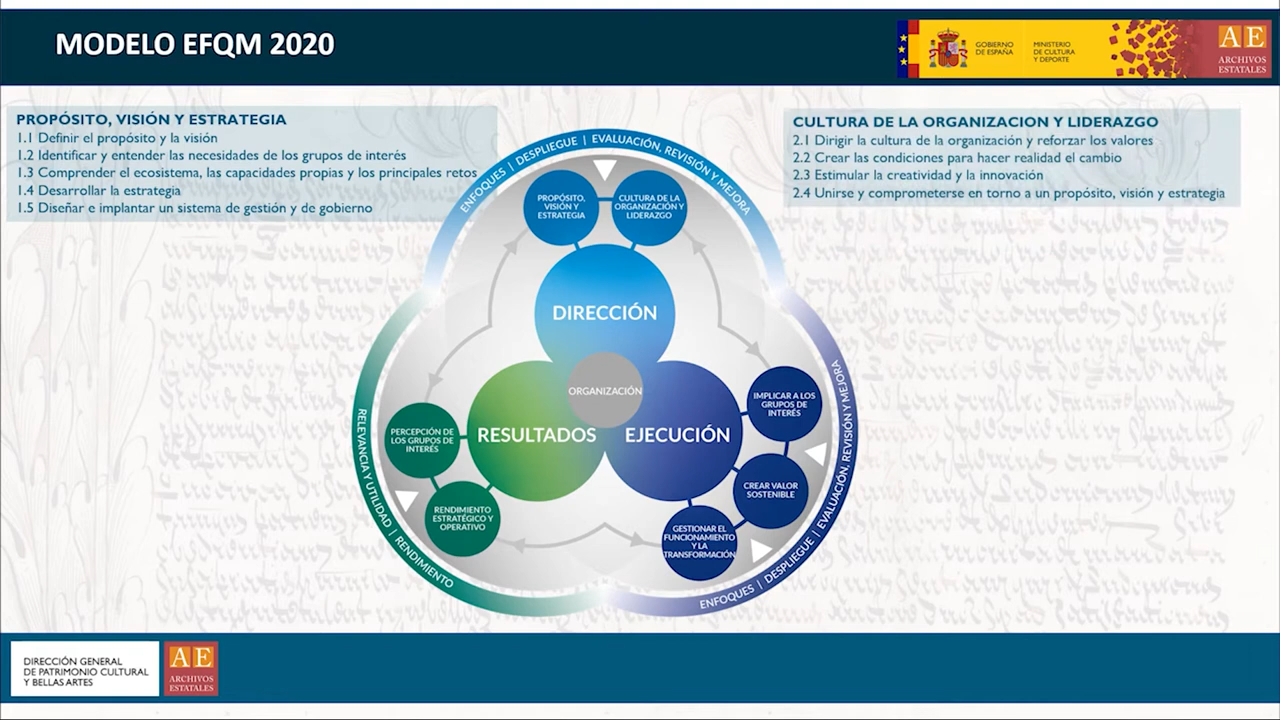 MODELO EFQM 2020
GOBIERNO
DE ESPAÑA
MINISTERIO
DE CULTURA
Y DEPORTE
AE
ARCHIVOS
ESTATALES
PROPÓSITO, VISIÓN Y ESTRATEGIA
1.1 Definir el propósito y la visión
1.2 Identificar y entender las necesidades de los grupos de interés
1.3 Comprender el ecosistema, las capacidades propias y los principales retos
1.4 Desarrollar la estrategia
1.5 Diseñar e implantar un sistema de gestión y de gobierno
CULTURA DE LA ORGANIZACION Y LIDERAZGO
2.1 Dirigir la cultura de la organización y reforzar los valores
2.2 Crear las condiciones para hacer realidad el cambio
2.3 Estimular la creatividad y la innovación
2.4 Unirse y comprometerse en torno a un propósito, visión y estrategia
ENFOQUES | DESPLIEGUE | EVALUACIÓN, REVISIÓN Y MEJORA
PROPÓSITO,
VISIÓN Y
ESTRATEGIA
CULTURA DE LA
ORGANIZACIÓN Y
LIDERAZGO
DIRECCIÓN
ORGANIZACIÓN
RESULTADOS
EJECUCIÓN
IMPLICAR A LOS
GRUPOS DE
INTERÉS
CREAR VALOR
SOSTENIBLE
GESTIONAR EL
FUNCIONAMIENTO
Y LA
TRANSFORMACIÓN
PERCEPCIÓN DE
LOS GRUPOS DE
INTERÉS
RENDIMIENTO
ESTRATÉGICO Y
OPERATIVO
RELEVANCIA Y UTILIDAD | RENDIMIENTO
ENFOQUES | DESPLIEGUE | EVALUACIÓN, REVISIÓN Y MEJORA
DIRECCIÓN GENERAL
DE PATRIMONIO CULTURAL
Y BELLAS ARTES
AE
ARCHIVOS
ESTATALES